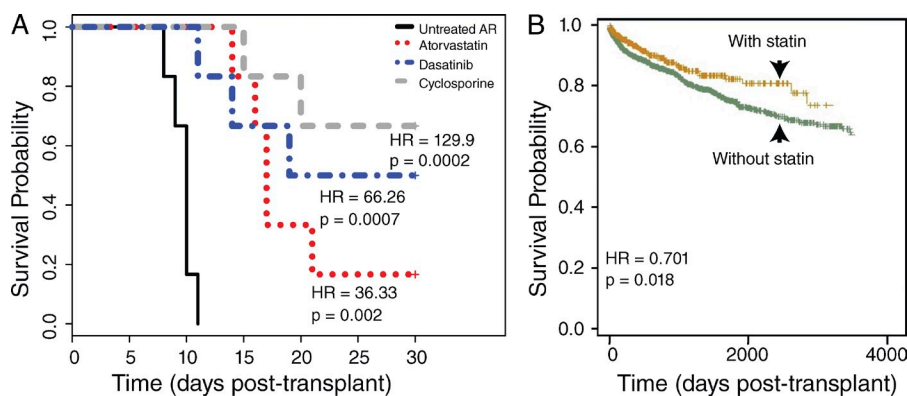 A
Untreated AR
Atorvastatin
Dasatinib
Cyclosporine
Survival Probability
1.0
0.8
0.6
0.4
0.2
0.0
HR = 129.9
p = 0.0002
HR = 66.26
p = 0.0007
HR = 36.33
p = 0.002
0 5 10 15 20 25 30
Time (days post-transplant)
B
Survival Probability
1.0
0.8
0.6
0.4
0.2
0.0
With statin
Without statin
HR = 0.701
p = 0.018
0 2000 4000
Time (days post-transplant)